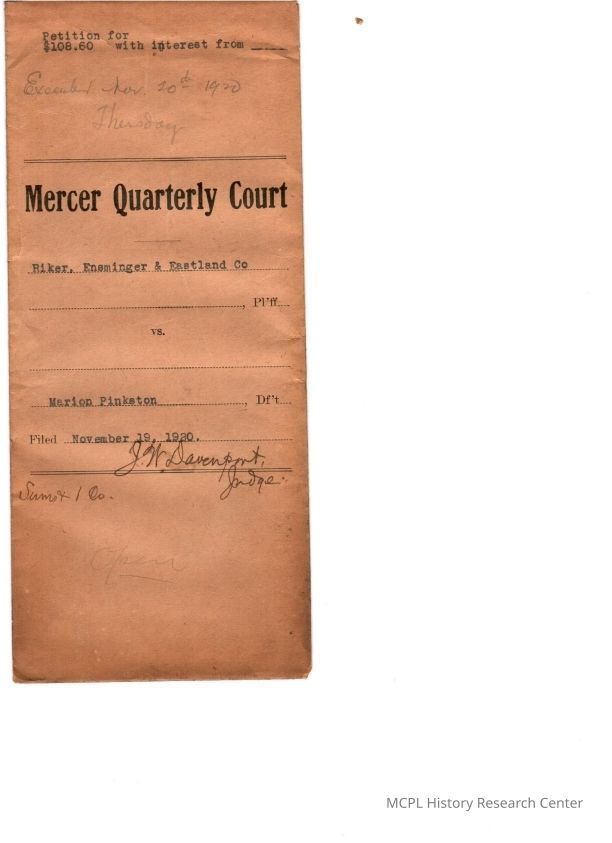 Petition for
$108.60 with interest from
Executed Nov. 20th 1920
Thursday
Mercer Quarterly Court
Riker, Ensminger & Eastland Co
, Pl'ff
vs.
Marion Pinkston , Df't
Filed November 19, 1920.
J. W. Davenport,
Judge.
1 Co.
Open
MCPL History Research Center